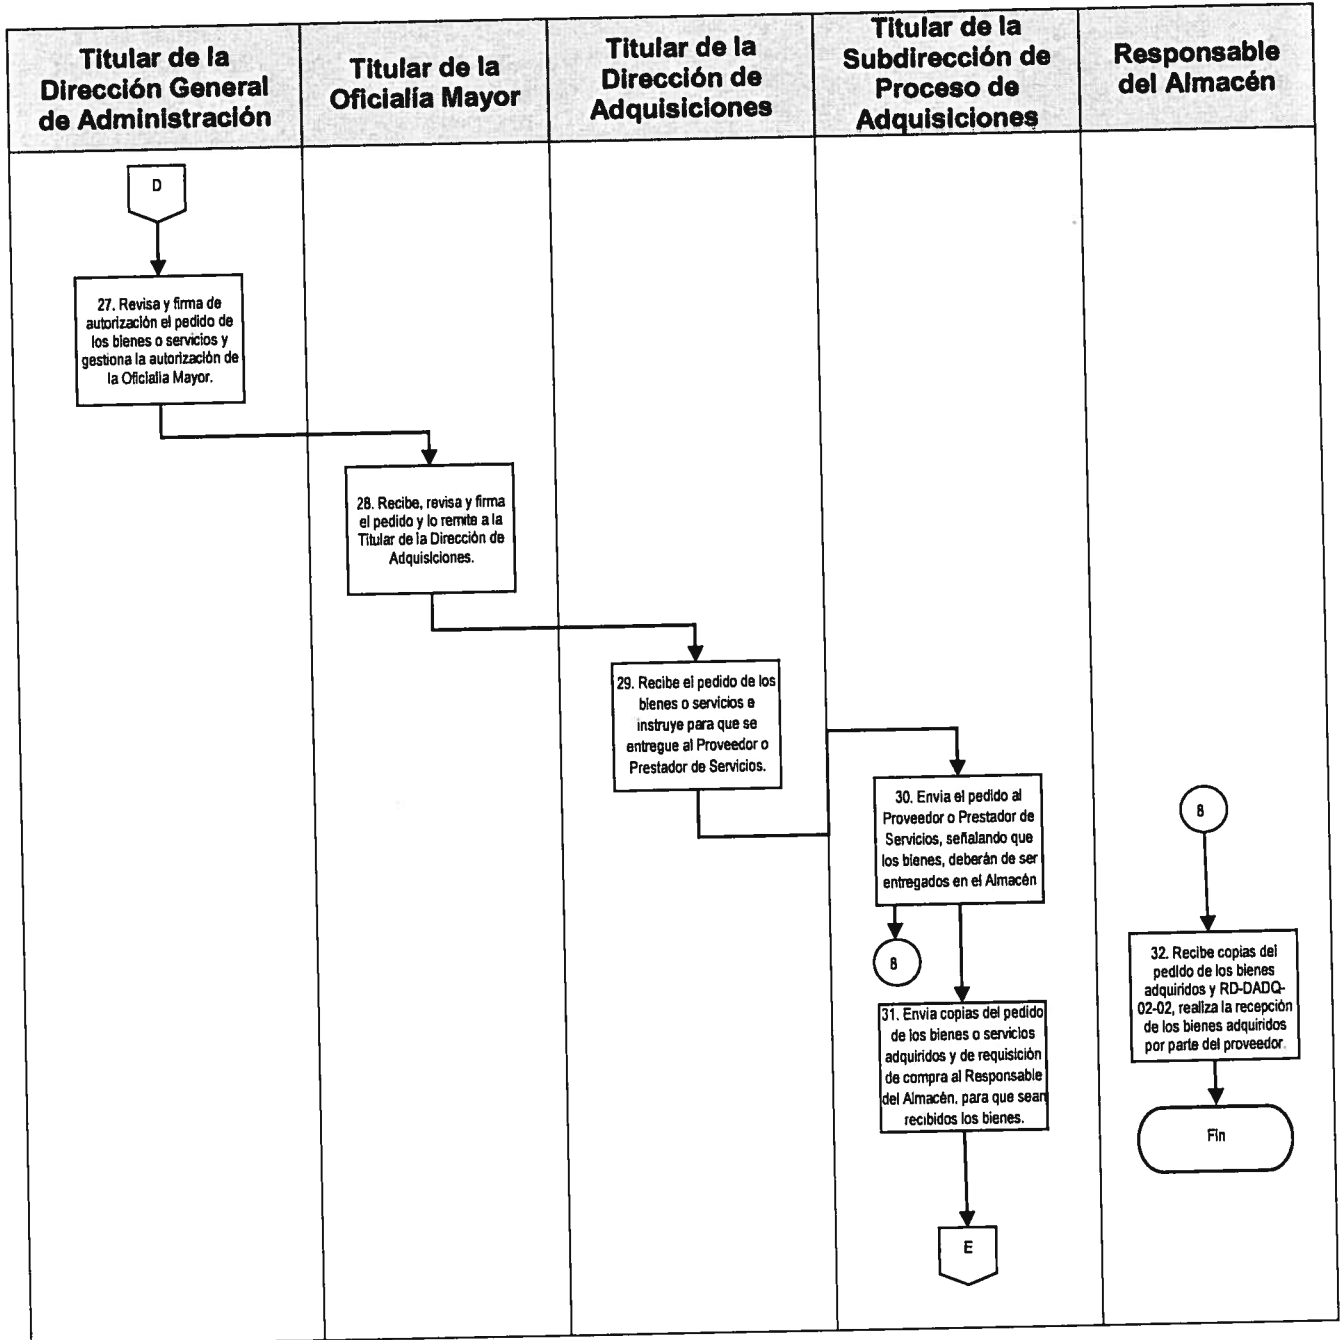 Titular de la
Dirección General
de Administración
Titular de la
Oficialía Mayor
Titular de la
Dirección de
Adquisiciones
Titular de la
Subdirección de
Proceso de
Adquisiciones
Responsable
del Almacén
D
27. Revisa y firma de
autorización el pedido de
los bienes o servicios y
gestiona la autorización de
la Oficialía Mayor.
28. Recibe, revisa y firma
el pedido y lo remite a la
Titular de la Dirección de
Adquisiciones.
29. Recibe el pedido de los
bienes o servicios e
instruye para que se
entregue al Proveedor o
Prestador de Servicios.
30. Envia el pedido al
Proveedor o Prestador de
Servicios, señalando que
los bienes, deberán de ser
entregados en el Almacén
8
31. Envia copias del pedido
de los bienes o servicios
adquiridos y de requisición
de compra al Responsable
del Almacén, para que sean
recibidos los bienes.
E
8
32. Recibe copias del
pedido de los bienes
adquiridos y RD-DADQ-
02-02, realiza la recepción
de los bienes adquiridos
por parte del proveedor.
Fin